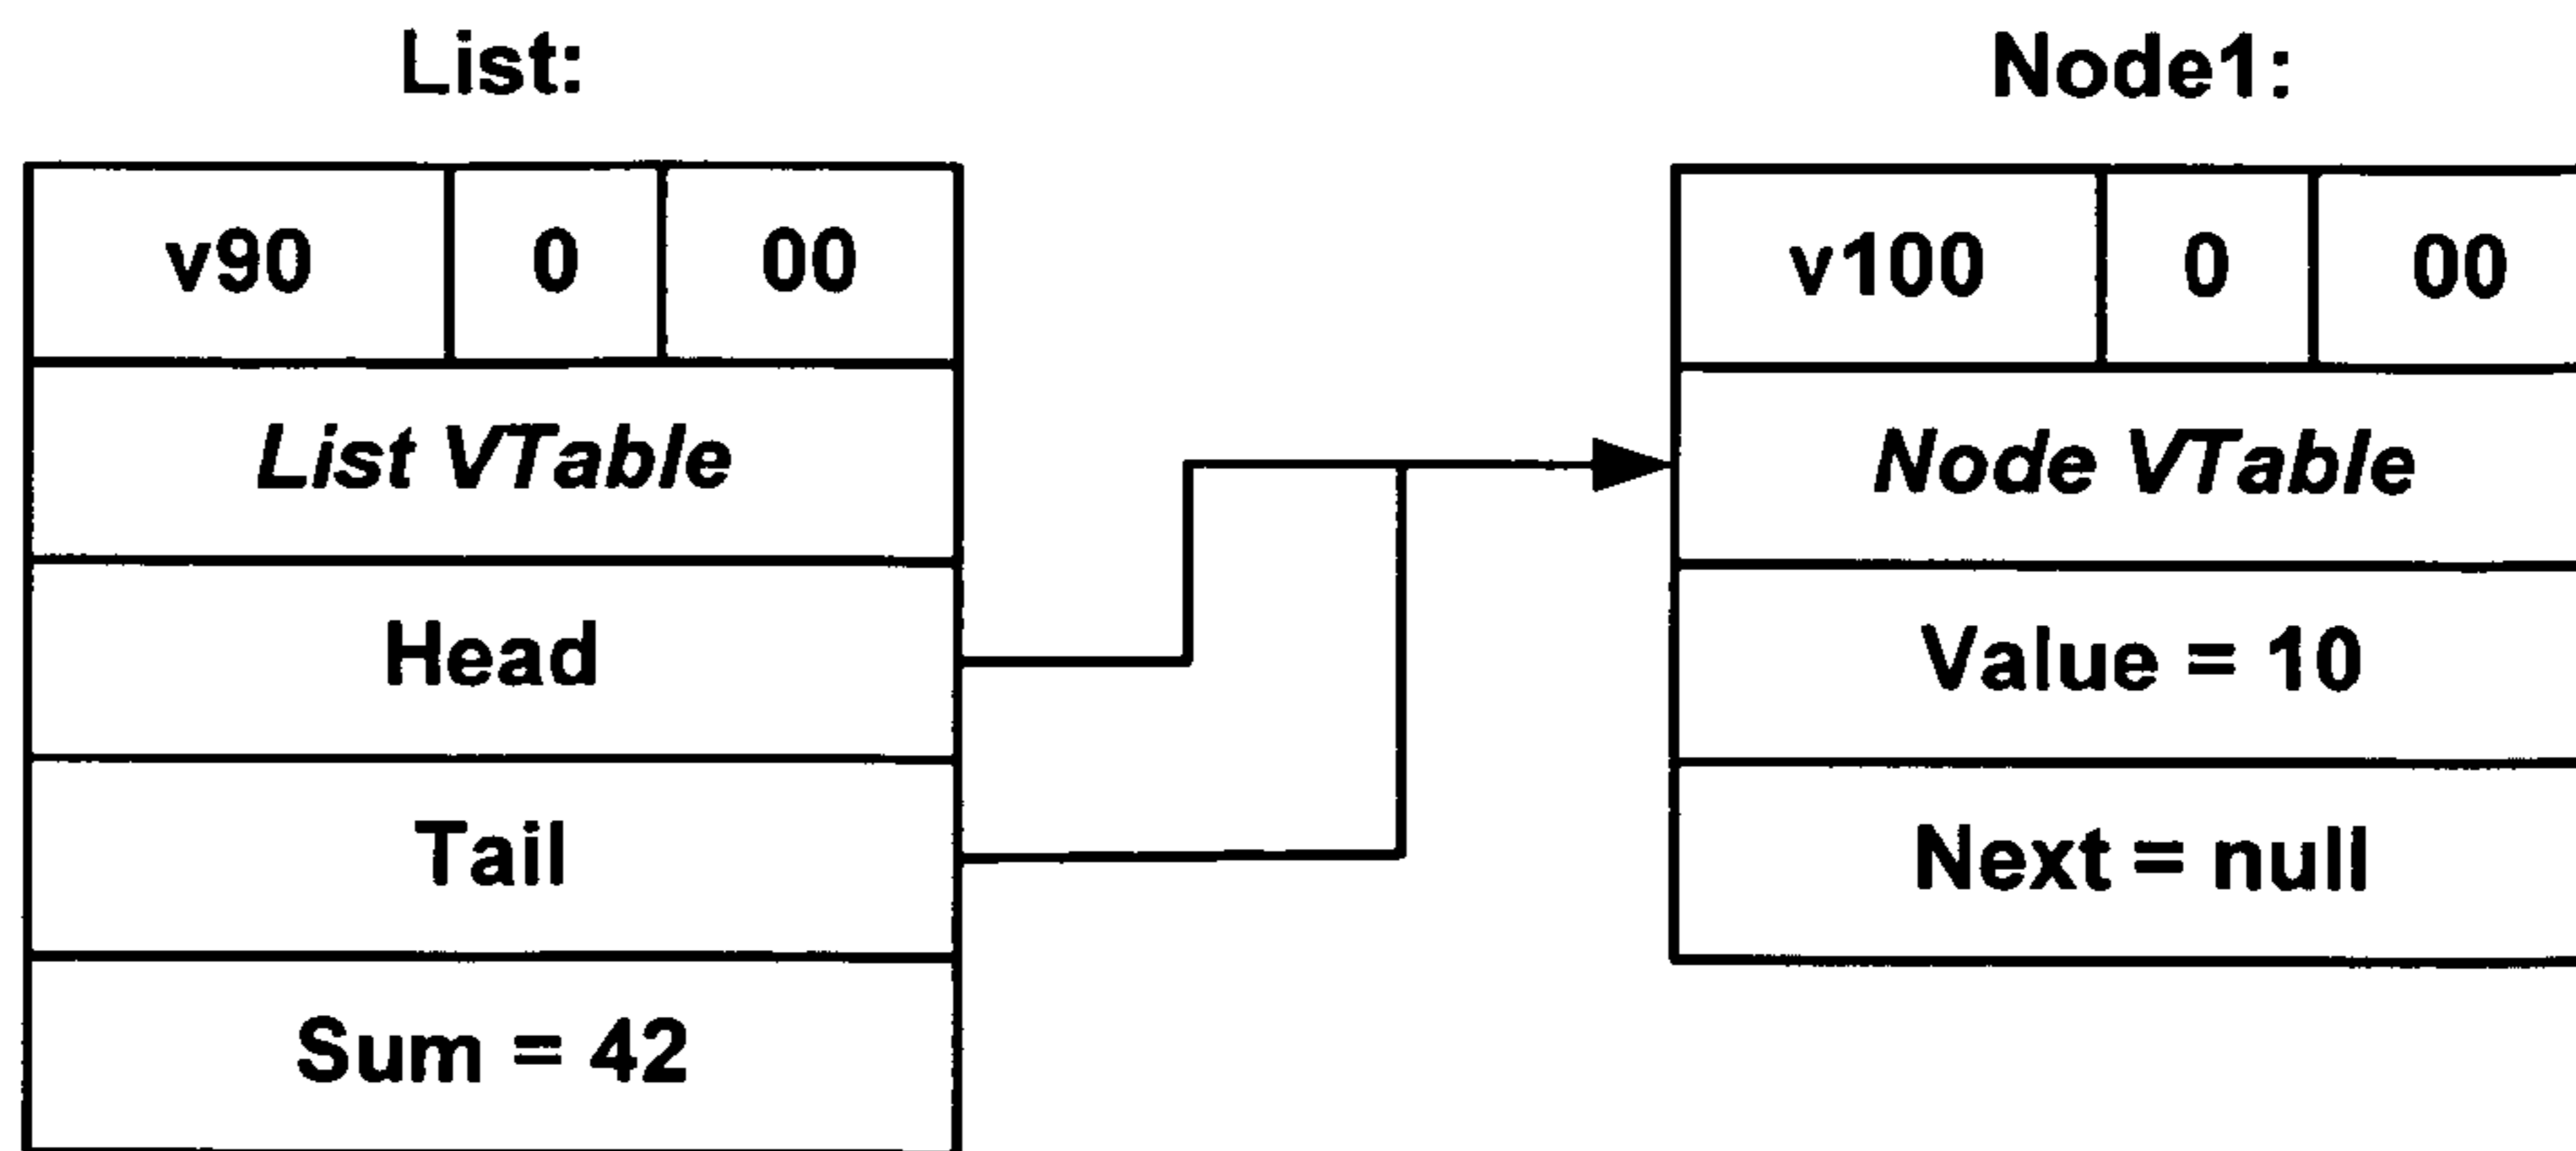 List:
v90 0 00
List VTable
Head
Tail
Sum = 42
Node1:
v100 0 00
Node VTable
Value = 10
Next = null